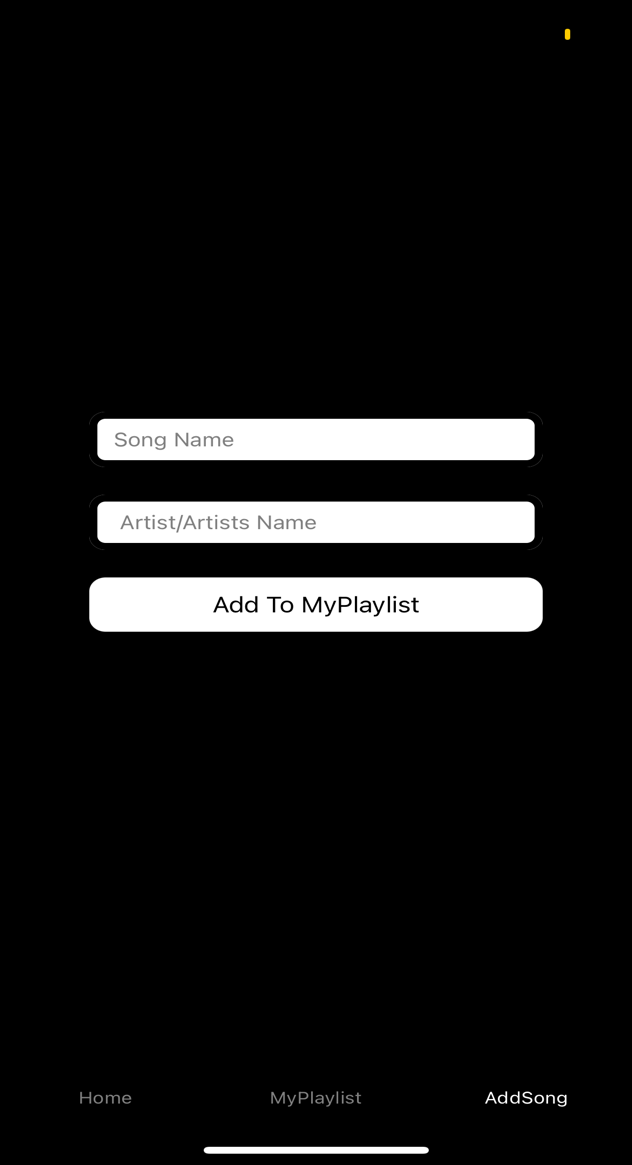 Song Name
Artist/Artists Name
Add To MyPlaylist
Home
MyPlaylist
AddSong